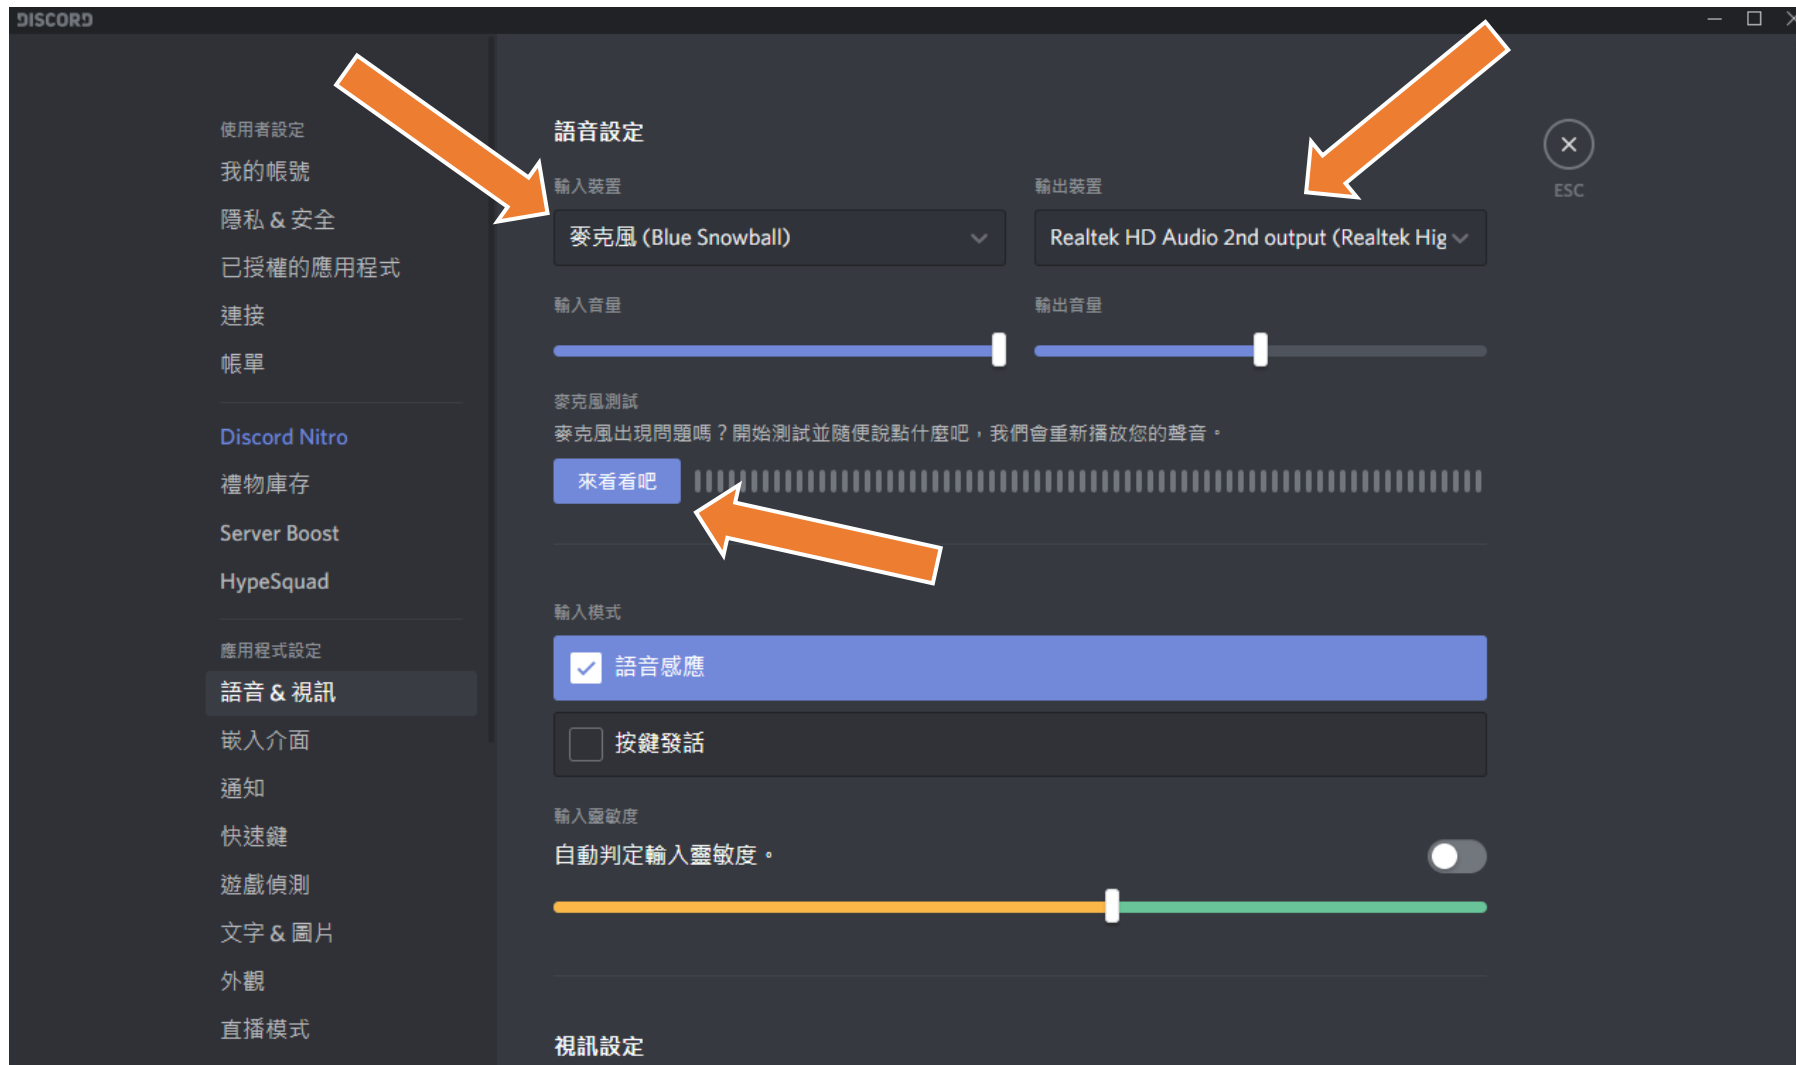 DISCORD
使用者設定
我的帳號
隱私 & 安全
已授權的應用程式
連接
帳單
Discord Nitro
禮物庫存
Server Boost
HypeSquad
應用程式設定
語音 & 視訊
嵌入介面
通知
快速鍵
遊戲偵測
文字 & 圖片
外觀
直播模式
語音設定
輸入裝置
麥克風 (Blue Snowball)
輸出裝置
Realtek HD Audio 2nd output (Realtek Hig
輸入音量
輸出音量
麥克風測試
麥克風出現問題嗎？開始測試並隨便說點什麼吧，我們會重新播放您的聲音。
來看看吧
輸入模式
語音感應
按鍵發話
輸入靈敏度
自動判定輸入靈敏度。
視訊設定
ESC